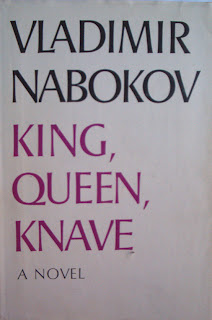 VLADIMIR
NABOKOV
KING,
QUEEN,
KNAVE
A NOVEL